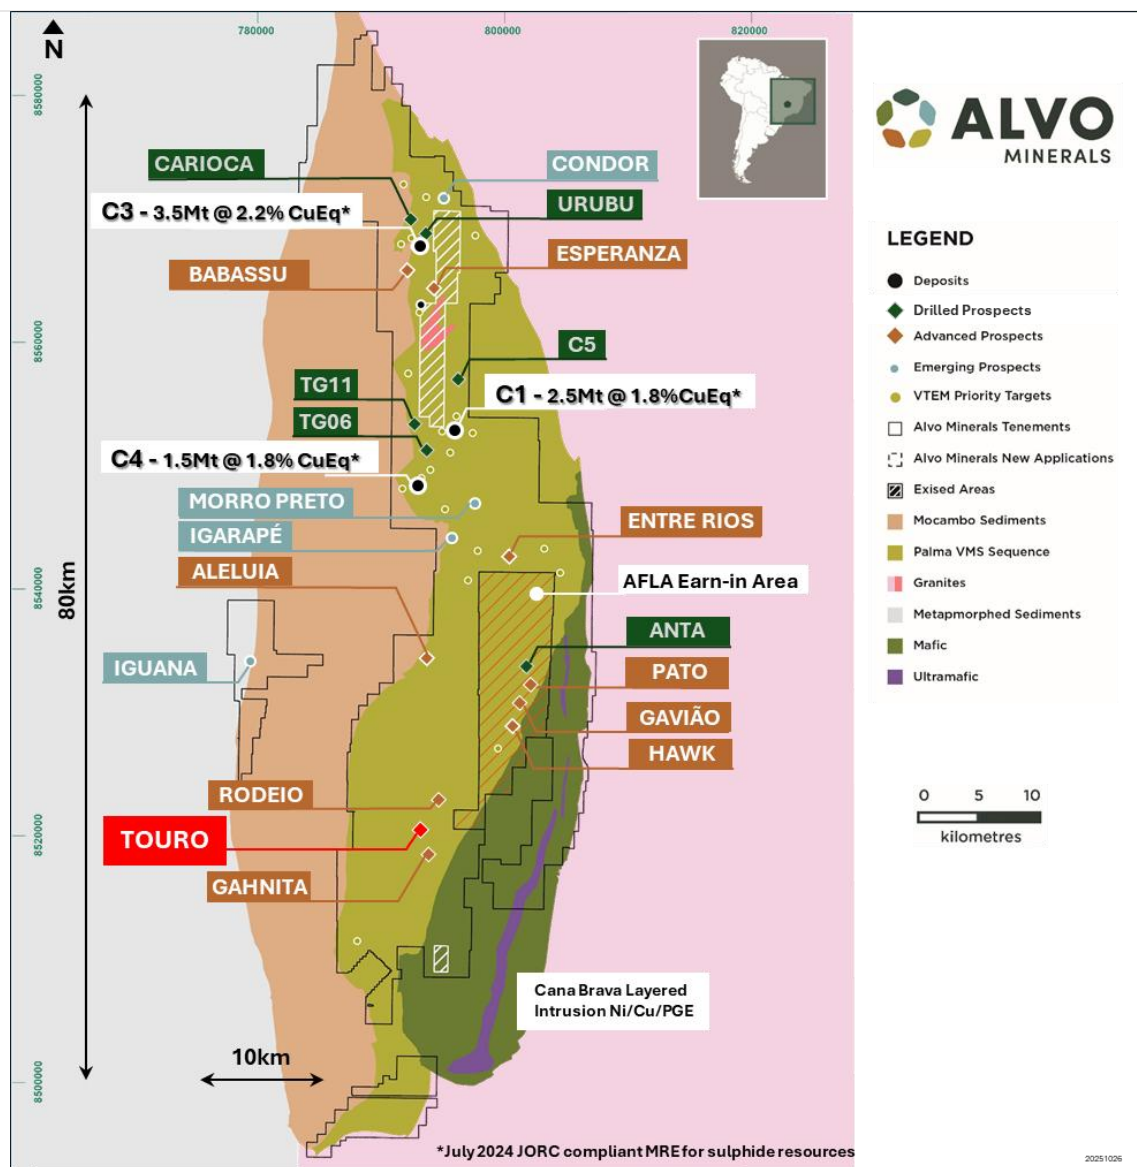 780000
800000
820000
N
8580000
8560000
8540000
8520000
8500000
80km
CARIOCA
CONDOR
C3 - 3.5Mt @ 2.2% CuEq*
URUBU
BABASSU
ESPERANZA
C5
TG11
C1 - 2.5Mt @ 1.8%CuEq*
TG06
C4 - 1.5Mt @ 1.8% CuEq*
MORRO PRETO
IGARAPÉ
ENTRE RIOS
ALELUIA
AFLA Earn-in Area
ANTA
IGUANA
PATO
GAVIÃO
HAWK
RODEIO
TOURO
GAHNITA
Cana Brava Layered
Intrusion Ni/Cu/PGE
10km
*July 2024 JORC compliant MRE for sulphide resources
ALVO
MINERALS
LEGEND
Deposits
Drilled Prospects
Advanced Prospects
Emerging Prospects
VTEM Priority Targets
Alvo Minerals Tenements
Alvo Minerals New Applications
Exised Areas
Mocambo Sediments
Palma VMS Sequence
Granites
Metapmorphed Sediments
Mafic
Ultramafic
0 5 10
kilometres
20251026